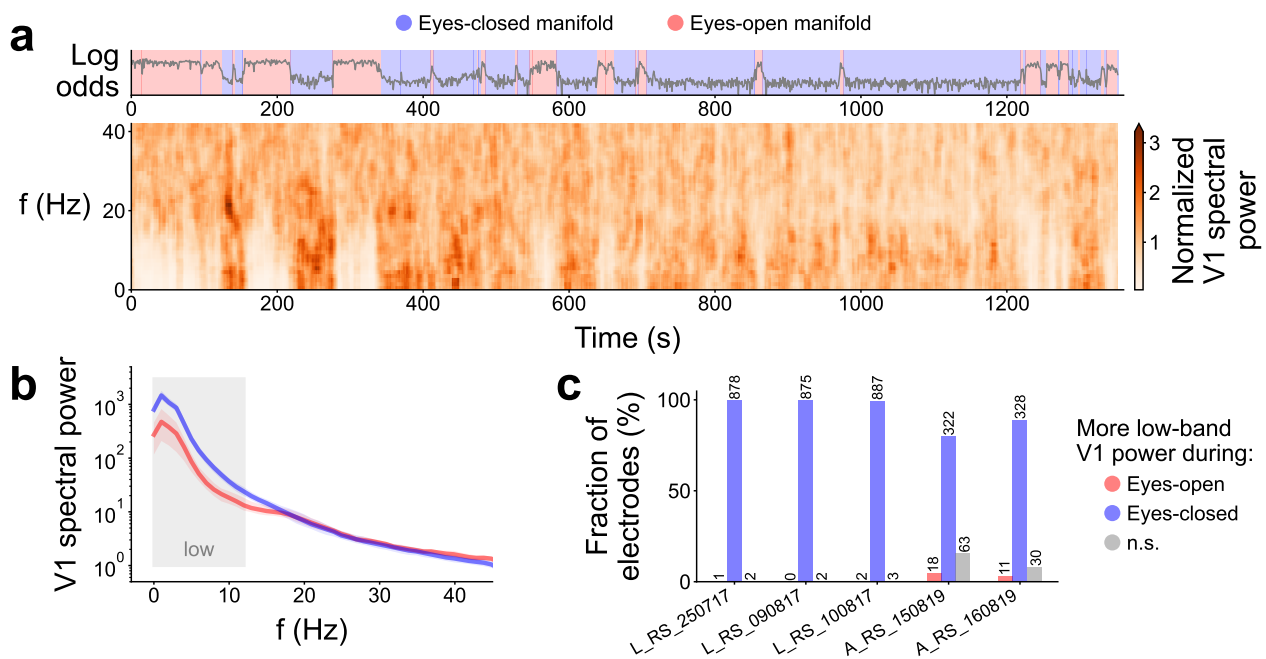 Eyes-closed manifold Eyes-open manifold
a
Log
odds
0 200 400 600 800 1000 1200
40
20
0
f (Hz)
0 200 400 600 800 1000 1200
Time (s)
3
2
1
Normalized
V1 spectral
power
b
V1 spectral power
10³
10²
10¹
10⁰
low
0 10 20 30 40
f (Hz)
c
Fraction of
electrodes (%)
100
50
0
1 878 2
0 875 2
2 887 3
18 322 63
11 328 30
L_RS_250717
L_RS_090817
L_RS_100817
A_RS_150819
A_RS_160819
More low-band
V1 power during:
Eyes-open
Eyes-closed
n.s.